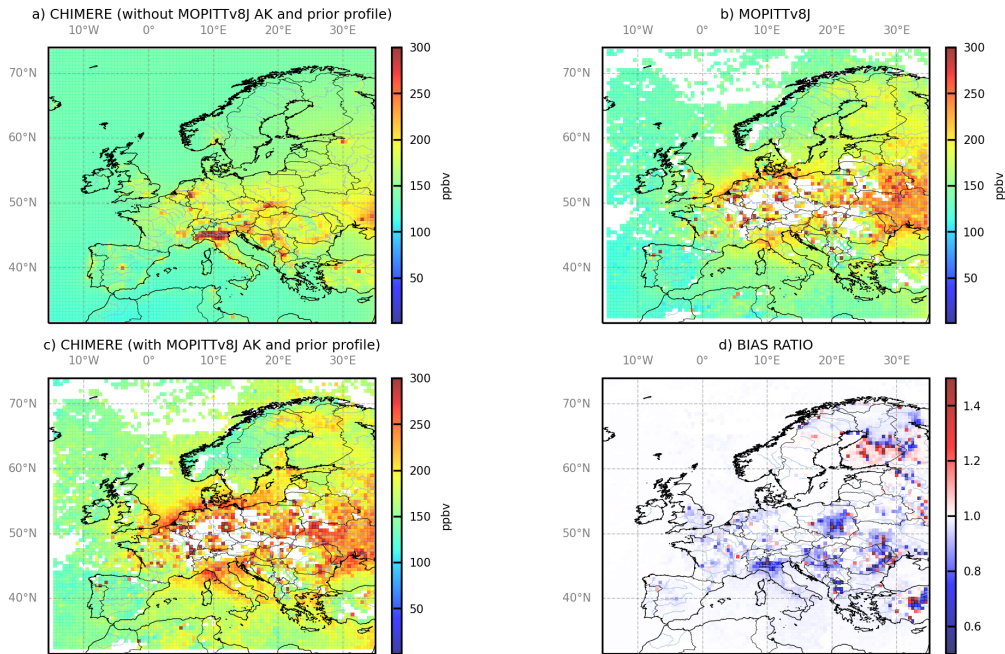 a) CHIMERE (without MOPITTv8J AK and prior profile)
10°W 0° 10°E 20°E 30°E
70°N
60°N
50°N
40°N
300
250
200
150
100
50
ppbv
b) MOPITTv8J
10°W 0° 10°E 20°E 30°E
70°N
60°N
50°N
40°N
300
250
200
150
100
50
ppbv
c) CHIMERE (with MOPITTv8J AK and prior profile)
10°W 0° 10°E 20°E 30°E
70°N
60°N
50°N
40°N
300
250
200
150
100
50
ppbv
d) BIAS RATIO
10°W 0° 10°E 20°E 30°E
70°N
60°N
50°N
40°N
1.4
1.2
1.0
0.8
0.6